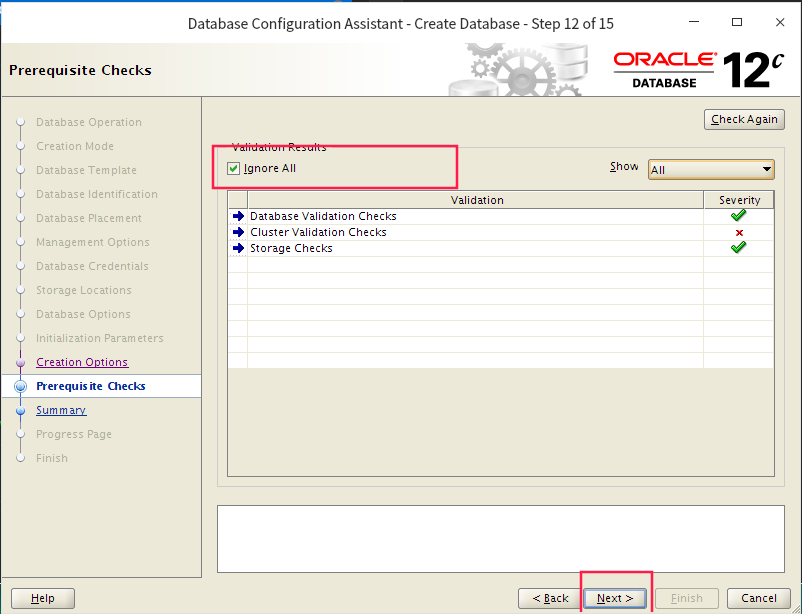 Database Configuration Assistant - Create Database - Step 12 of 15
Prerequisite Checks
ORACLE
DATABASE
12c
Database Operation
Creation Mode
Database Template
Database Identification
Database Placement
Management Options
Database Credentials
Storage Locations
Database Options
Initialization Parameters
Creation Options
Prerequisite Checks
Summary
Progress Page
Finish
Check Again
Validation Results
Ignore All
Show All
Validation Severity
Database Validation Checks
Cluster Validation Checks
Storage Checks
Help
< Back
Next >
Finish
Cancel